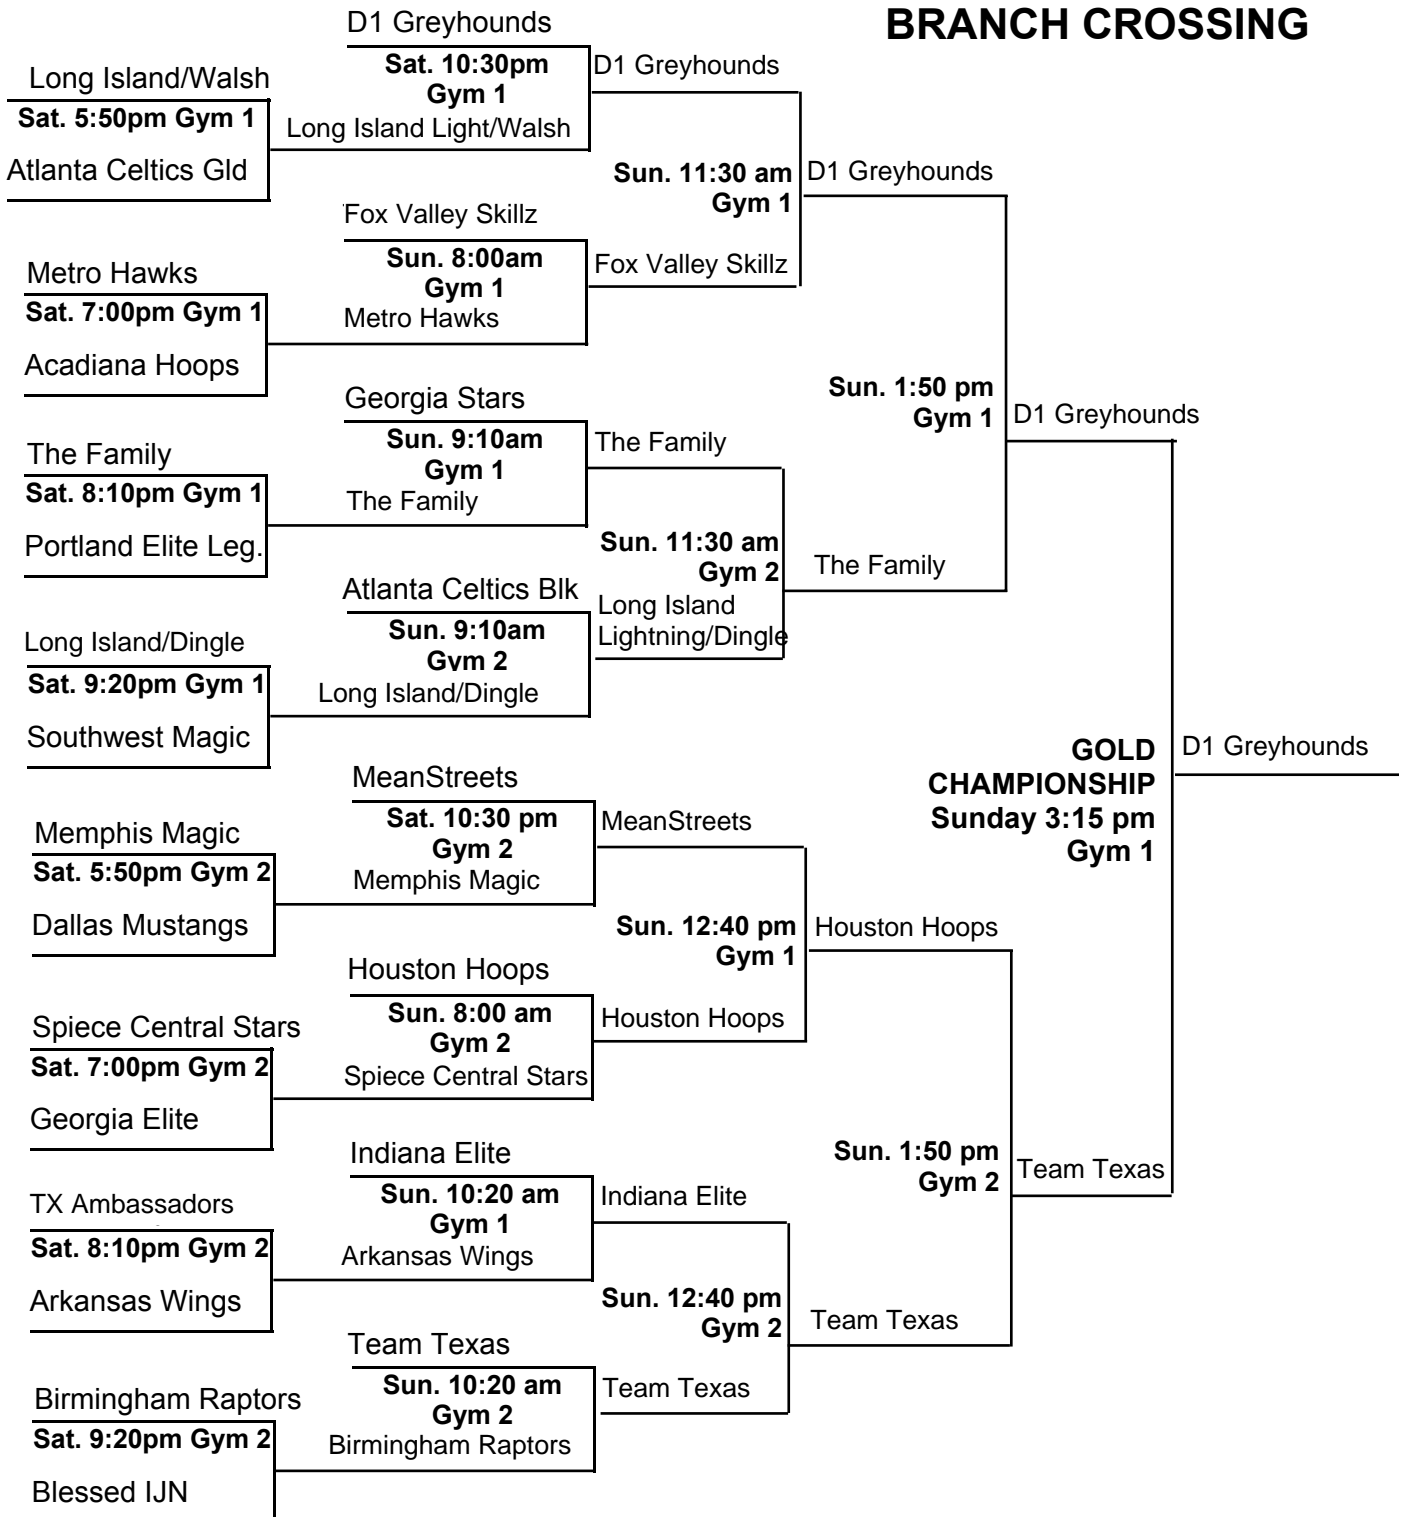 BRANCH CROSSING
D1 Greyhounds
Long Island/Walsh
Sat. 10:30pm
Gym 1
D1 Greyhounds
Sat. 5:50pm Gym 1
Long Island Light/Walsh
Atlanta Celtics Gld
Sun. 11:30 am
Gym 1
D1 Greyhounds
Fox Valley Skillz
Metro Hawks
Sun. 8:00am
Gym 1
Fox Valley Skillz
Sat. 7:00pm Gym 1
Metro Hawks
Acadiana Hoops
Sun. 1:50 pm
Gym 1
D1 Greyhounds
Georgia Stars
The Family
Sun. 9:10am
Gym 1
The Family
Sat. 8:10pm Gym 1
The Family
Portland Elite Leg.
Sun. 11:30 am
Gym 2
The Family
Atlanta Celtics Blk
Long Island/Dingle
Sun. 9:10am
Gym 2
Long Island
Lightning/Dingle
Sat. 9:20pm Gym 1
Long Island/Dingle
Southwest Magic
GOLD
CHAMPIONSHIP
Sunday 3:15 pm
Gym 1
D1 Greyhounds
MeanStreets
Memphis Magic
Sat. 10:30 pm
Gym 2
MeanStreets
Sat. 5:50pm Gym 2
Memphis Magic
Dallas Mustangs
Sun. 12:40 pm
Gym 1
Houston Hoops
Houston Hoops
Spiece Central Stars
Sun. 8:00 am
Gym 2
Houston Hoops
Sat. 7:00pm Gym 2
Spiece Central Stars
Georgia Elite
Sun. 1:50 pm
Gym 2
Team Texas
Indiana Elite
TX Ambassadors
Sun. 10:20 am
Gym 1
Indiana Elite
Sat. 8:10pm Gym 2
Arkansas Wings
Arkansas Wings
Sun. 12:40 pm
Gym 2
Team Texas
Team Texas
Birmingham Raptors
Sun. 10:20 am
Gym 2
Team Texas
Sat. 9:20pm Gym 2
Birmingham Raptors
Blessed IJN